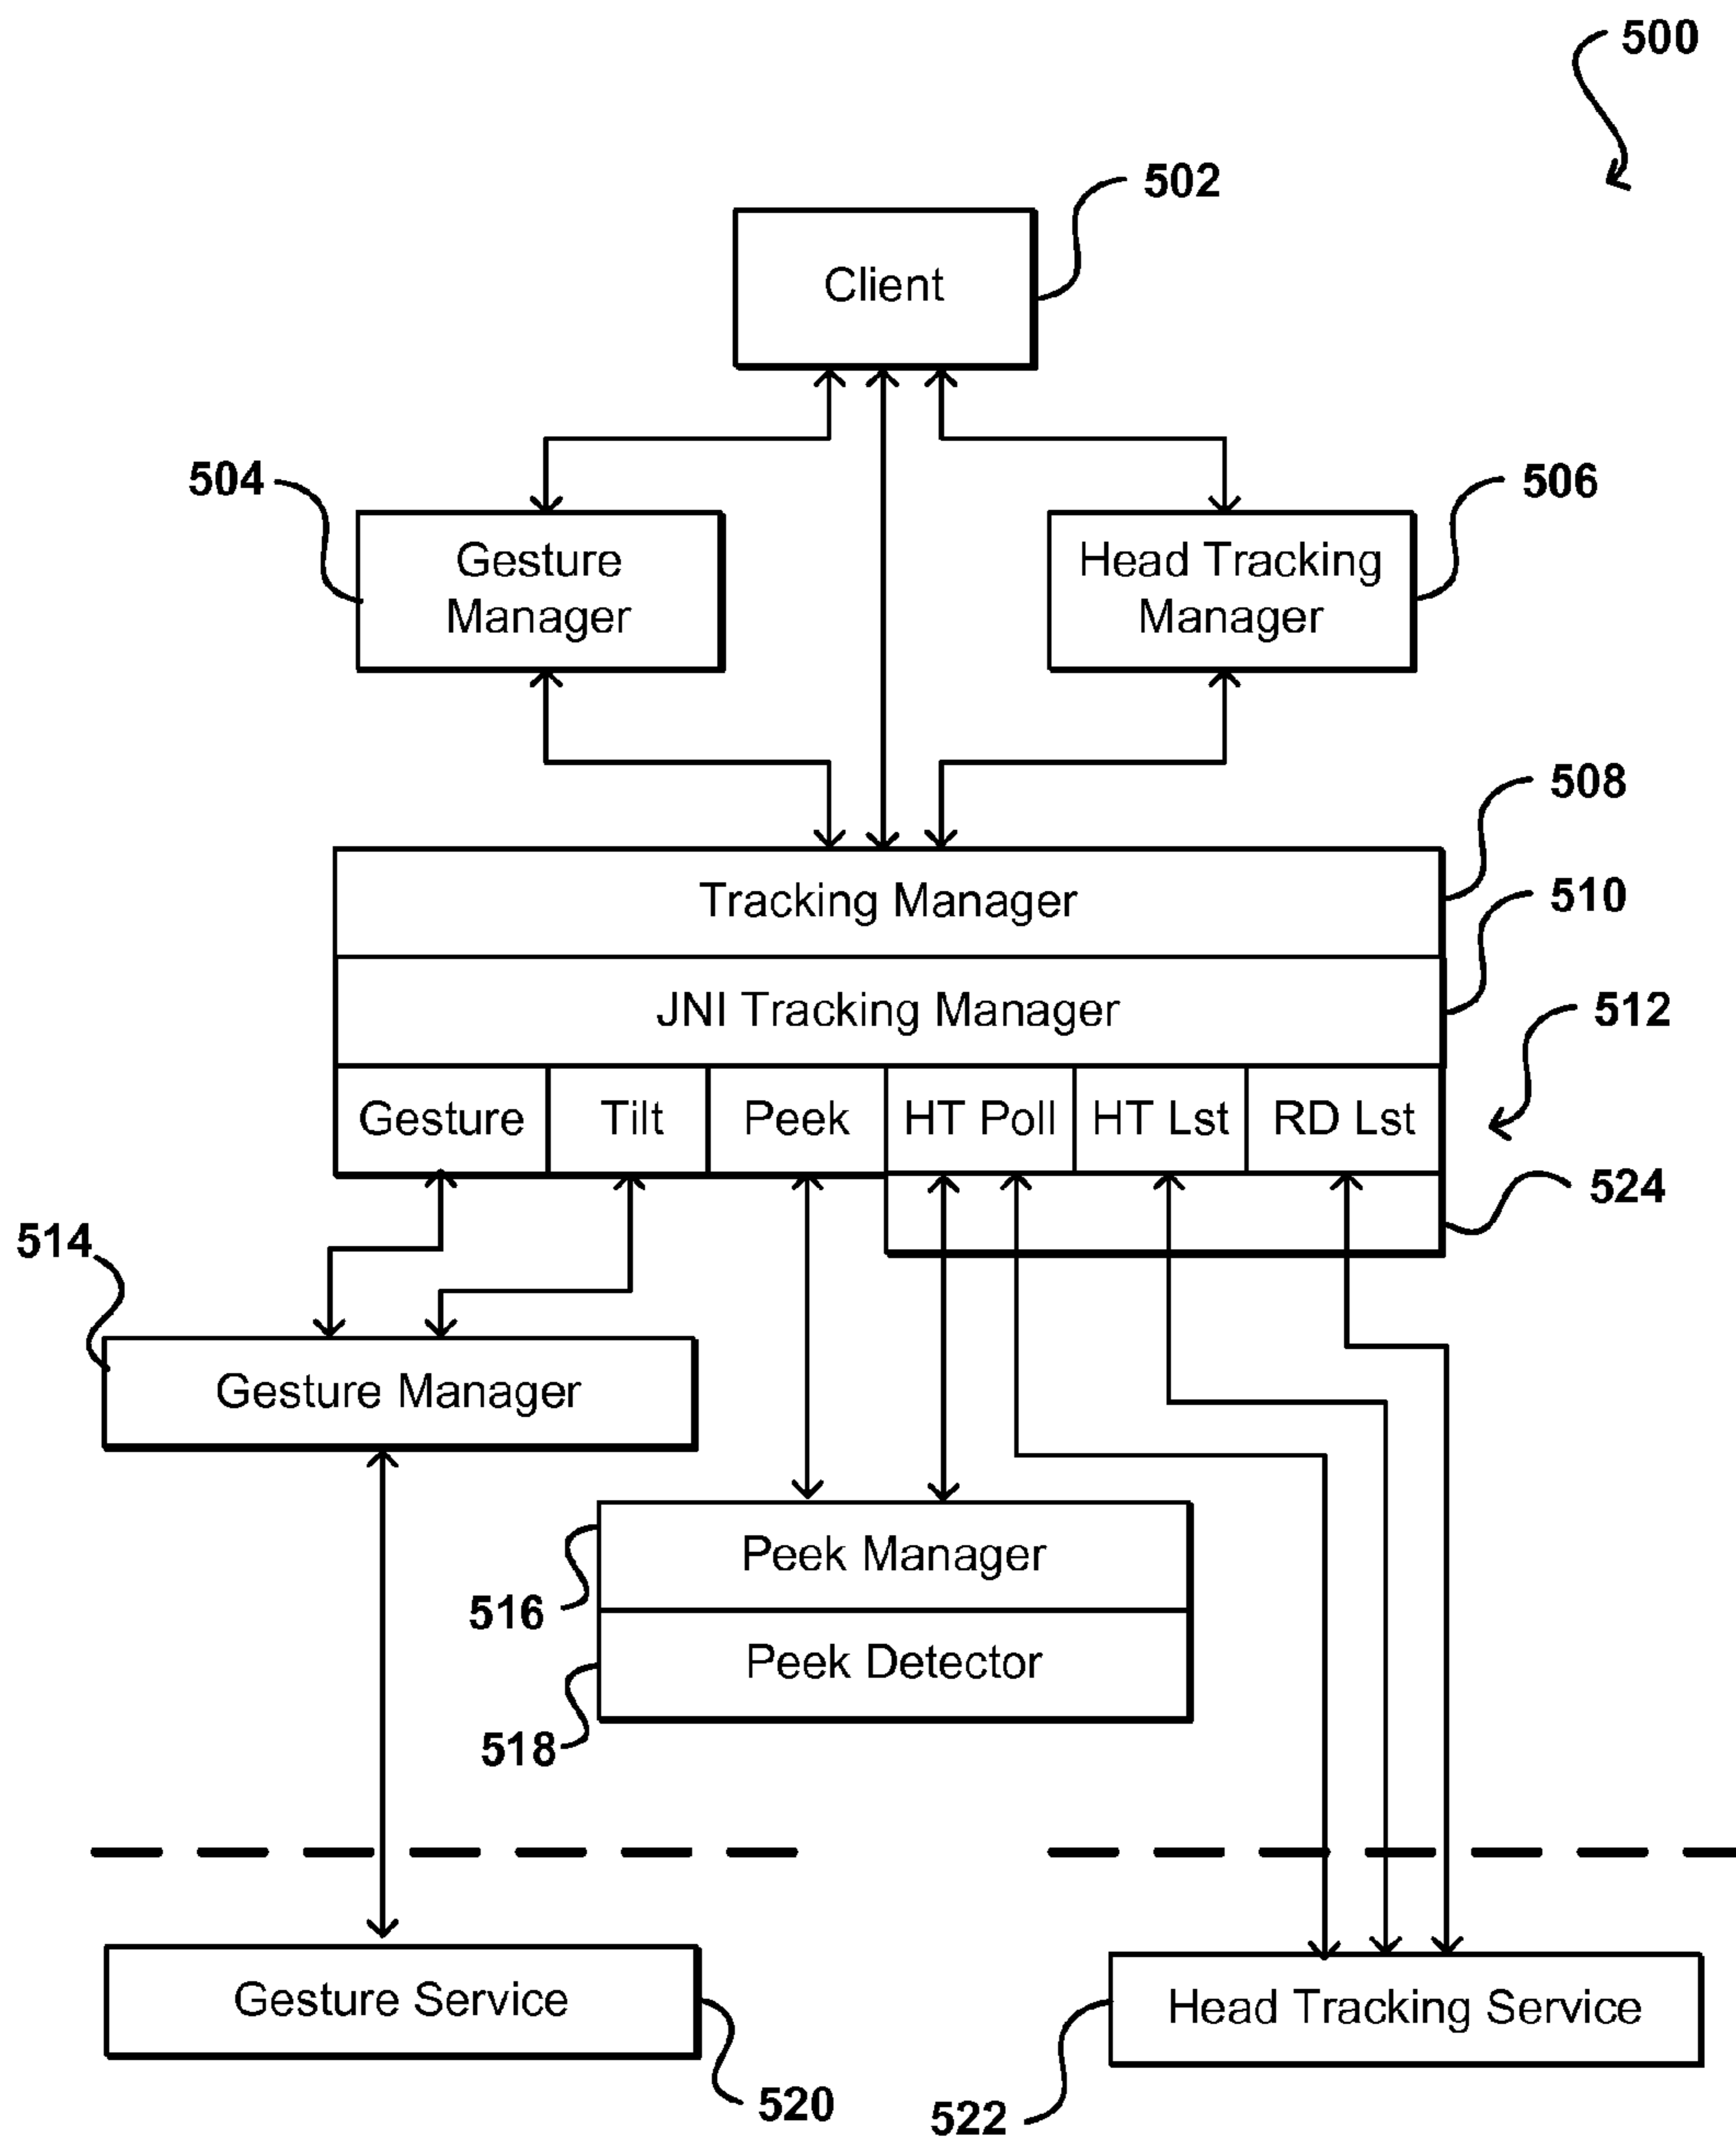 500
502
Client
504
506
Gesture
Manager
Head Tracking
Manager
508
Tracking Manager
510
JNI Tracking Manager
512
Gesture Tilt Peek HT Poll HT Lst RD Lst
524
514
Gesture Manager
Peek Manager
516
Peek Detector
518
Gesture Service
Head Tracking Service
520
522